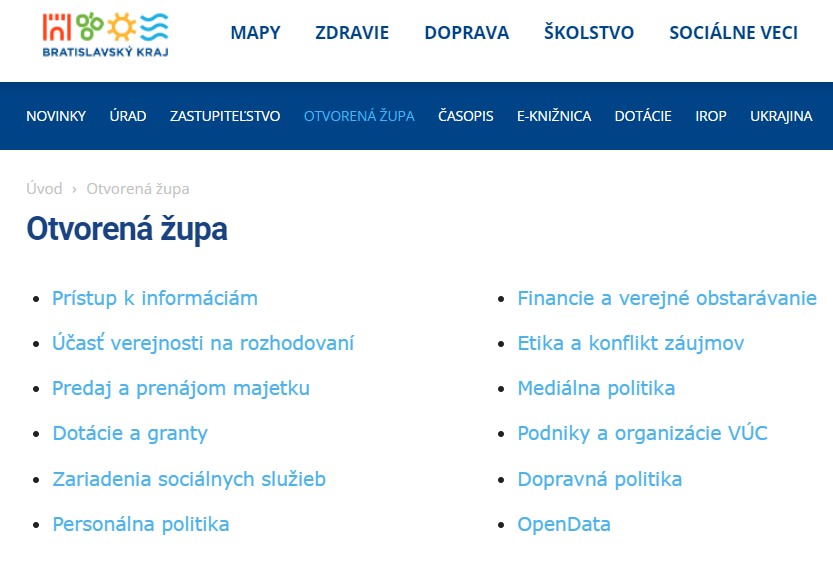 BRATISLAVSKÝ KRAJ
MAPY ZDRAVIE DOPRAVA ŠKOLSTVO SOCIÁLNE VECI
NOVINKY ÚRAD ZASTUPITEĽSTVO OTVORENÁ ŽUPA ČASOPIS E-KNIŽNICA DOTÁCIE IROP UKRAJINA
Úvod › Otvorená župa
Otvorená župa
• Prístup k informáciám
• Účasť verejnosti na rozhodovaní
• Predaj a prenájom majetku
• Dotácie a granty
• Zariadenia sociálnych služieb
• Personálna politika
• Financie a verejné obstarávanie
• Etika a konflikt záujmov
• Mediálna politika
• Podniky a organizácie VÚC
• Dopravná politika
• OpenData